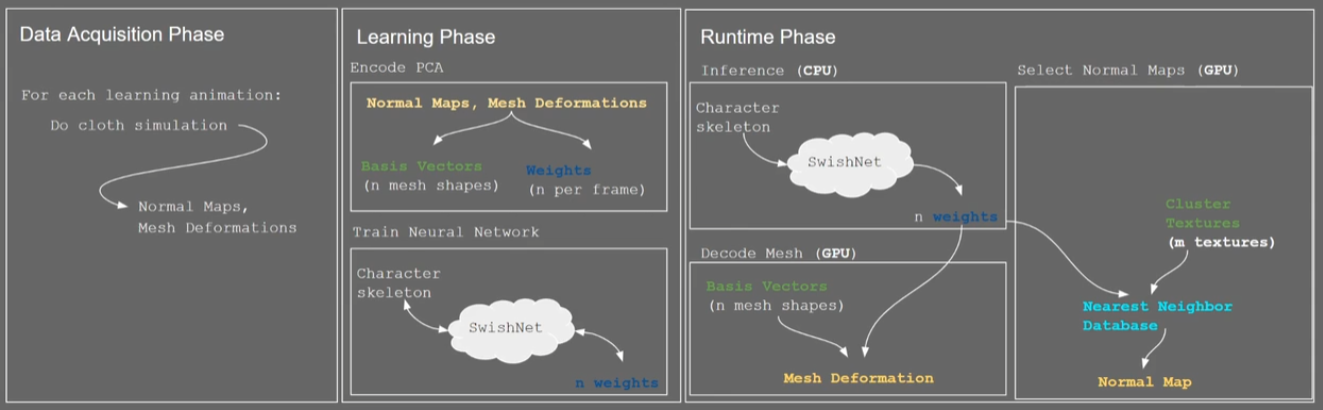 Data Acquisition Phase
For each learning animation:
Do cloth simulation
Normal Maps,
Mesh Deformations
Learning Phase
Encode PCA
Normal Maps, Mesh Deformations
Basis Vectors
(n mesh shapes)
Weights
(n per frame)
Train Neural Network
Character
skeleton
SwishNet
n weights
Runtime Phase
Inference (CPU)
Character
skeleton
SwishNet
n weights
Decode Mesh (GPU)
Basis Vectors
(n mesh shapes)
Mesh Deformation
Select Normal Maps (GPU)
Cluster
Textures
(m textures)
Nearest Neighbor
Database
Normal Map